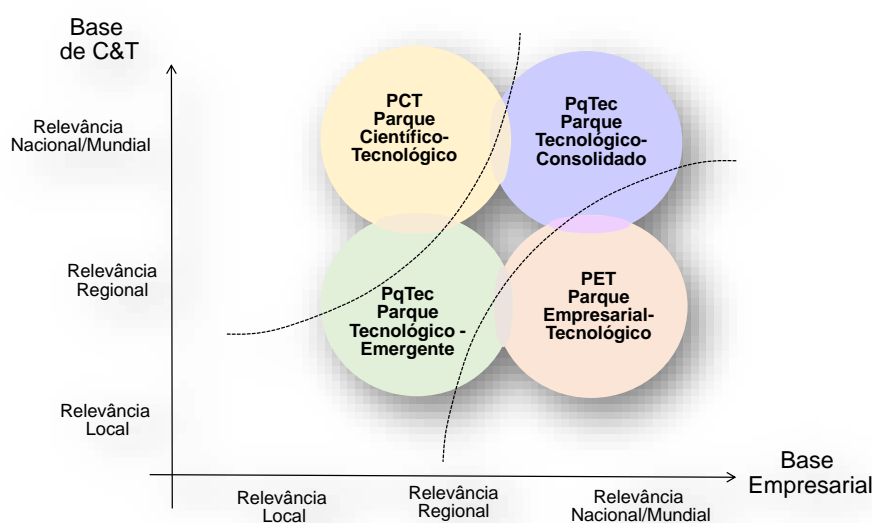 Base
de C&T
PCT
Parque
Científico-
Tecnológico
PqTec
Parque
Tecnológico-
Consolidado
Relevância
Nacional/Mundial
Relevância
Regional
PqTec
Parque
Tecnológico -
Emergente
PET
Parque
Empresarial-
Tecnológico
Relevância
Local
Relevância
Local
Relevância
Regional
Relevância
Nacional/Mundial
Base
Empresarial